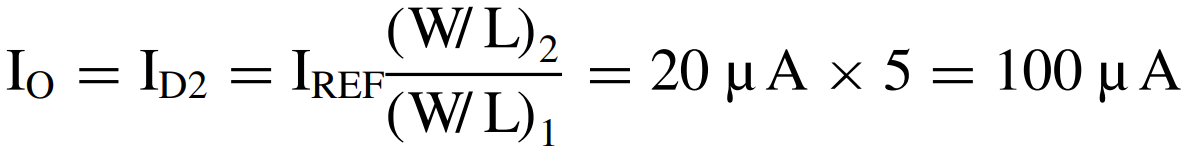 I_O = I_D2 = I_REF (W/L)_2 / (W/L)_1 = 20 μA × 5 = 100 μA